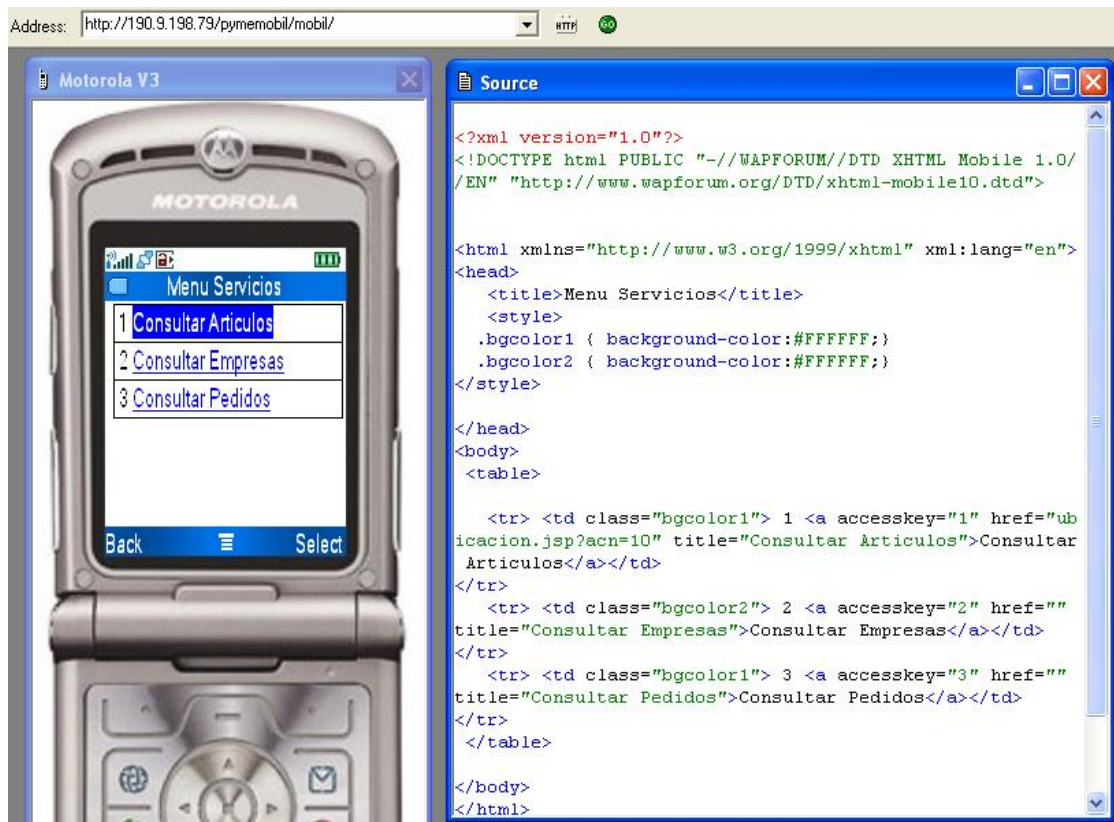 Address: http://190.9.198.79/pymemobil/mobil/ HTTP GO
Motorola V3
MOTOROLA
Menu Servicios
1 Consultar Articulos
2 Consultar Empresas
3 Consultar Pedidos
Back Select
Source
<?xml version="1.0"?>
<!DOCTYPE html PUBLIC "-//WAPFORUM//DTD XHTML Mobile 1.0/
/EN" "http://www.wapforum.org/DTD/xhtml-mobile10.dtd">
<html xmlns="http://www.w3.org/1999/xhtml" xml:lang="en">
<head>
<title>Menu Servicios</title>
<style>
.bgcolor1 { background-color:#FFFFFF;}
.bgcolor2 { background-color:#FFFFFF;}
</style>
</head>
<body>
<table>
<tr> <td class="bgcolor1"> 1 <a accesskey="1" href="ub
icacion.jsp?acn=10" title="Consultar Articulos">Consultar
Articulos</a></td>
</tr>
<tr> <td class="bgcolor2"> 2 <a accesskey="2" href=""
title="Consultar Empresas">Consultar Empresas</a></td>
</tr>
<tr> <td class="bgcolor1"> 3 <a accesskey="3" href=""
title="Consultar Pedidos">Consultar Pedidos</a></td>
</tr>
</table>
</body>
</html>